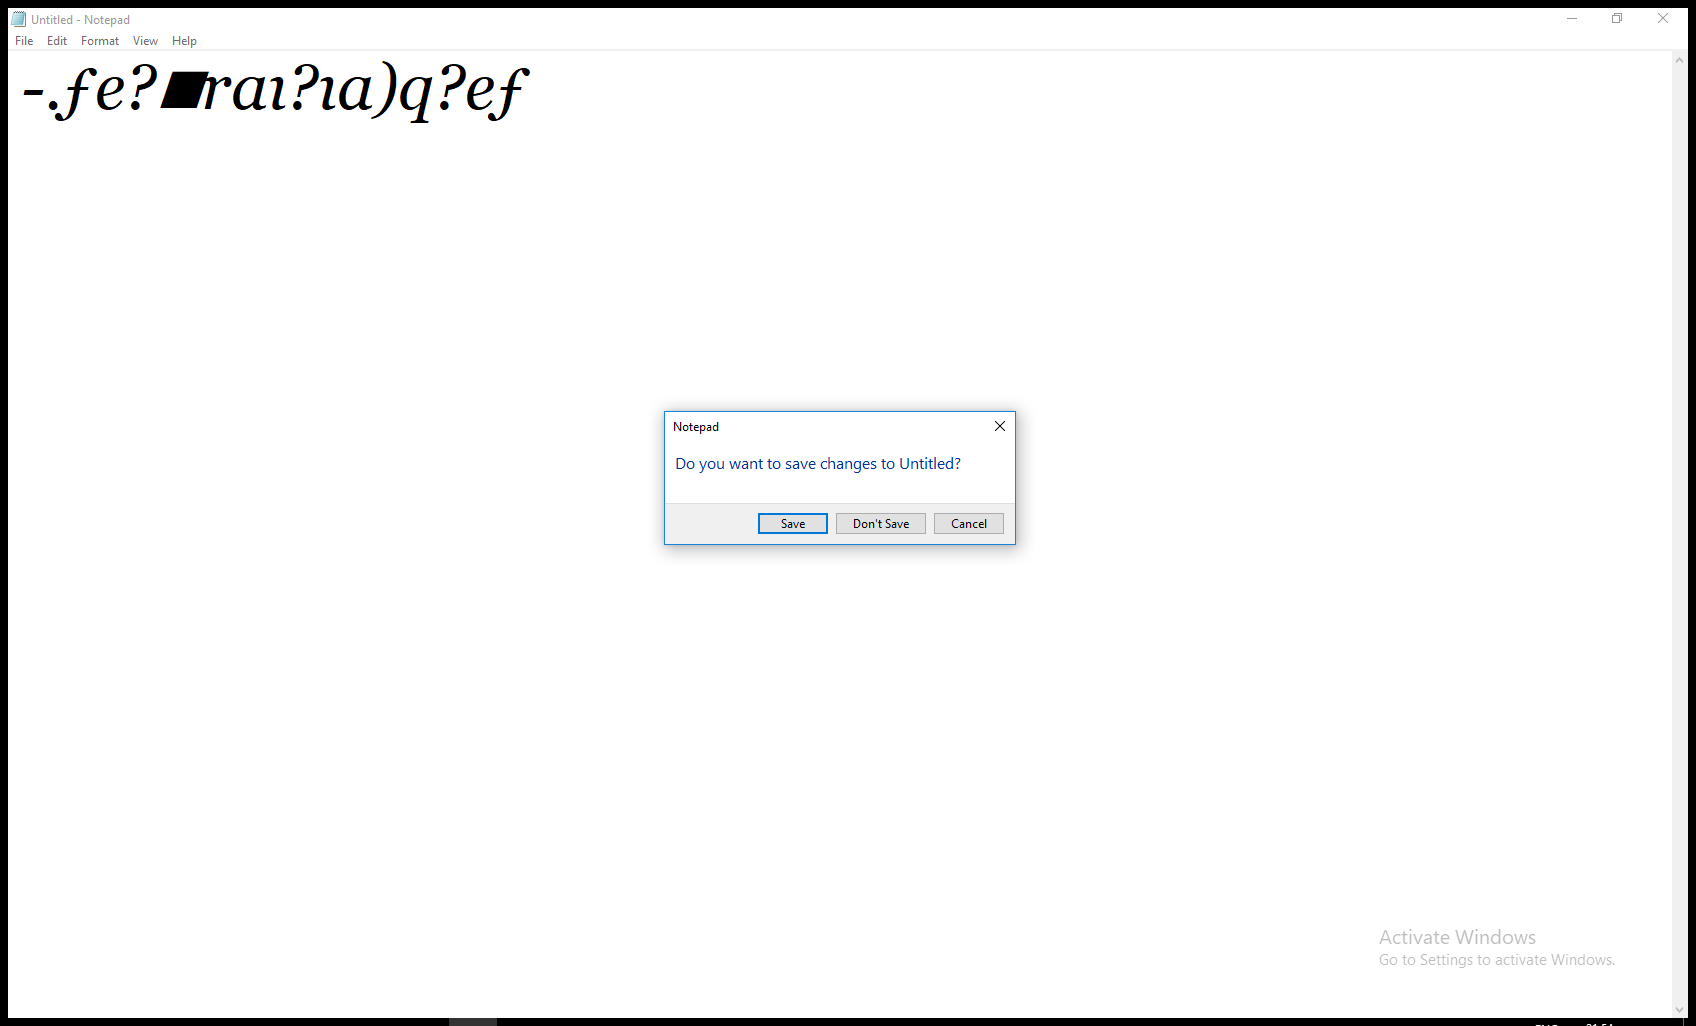 Untitled - Notepad
File Edit Format View Help
-.ƒe?■raı?ıa)q?eƒ
Notepad
Do you want to save changes to Untitled?
Save Don't Save Cancel
Activate Windows
Go to Settings to activate Windows.